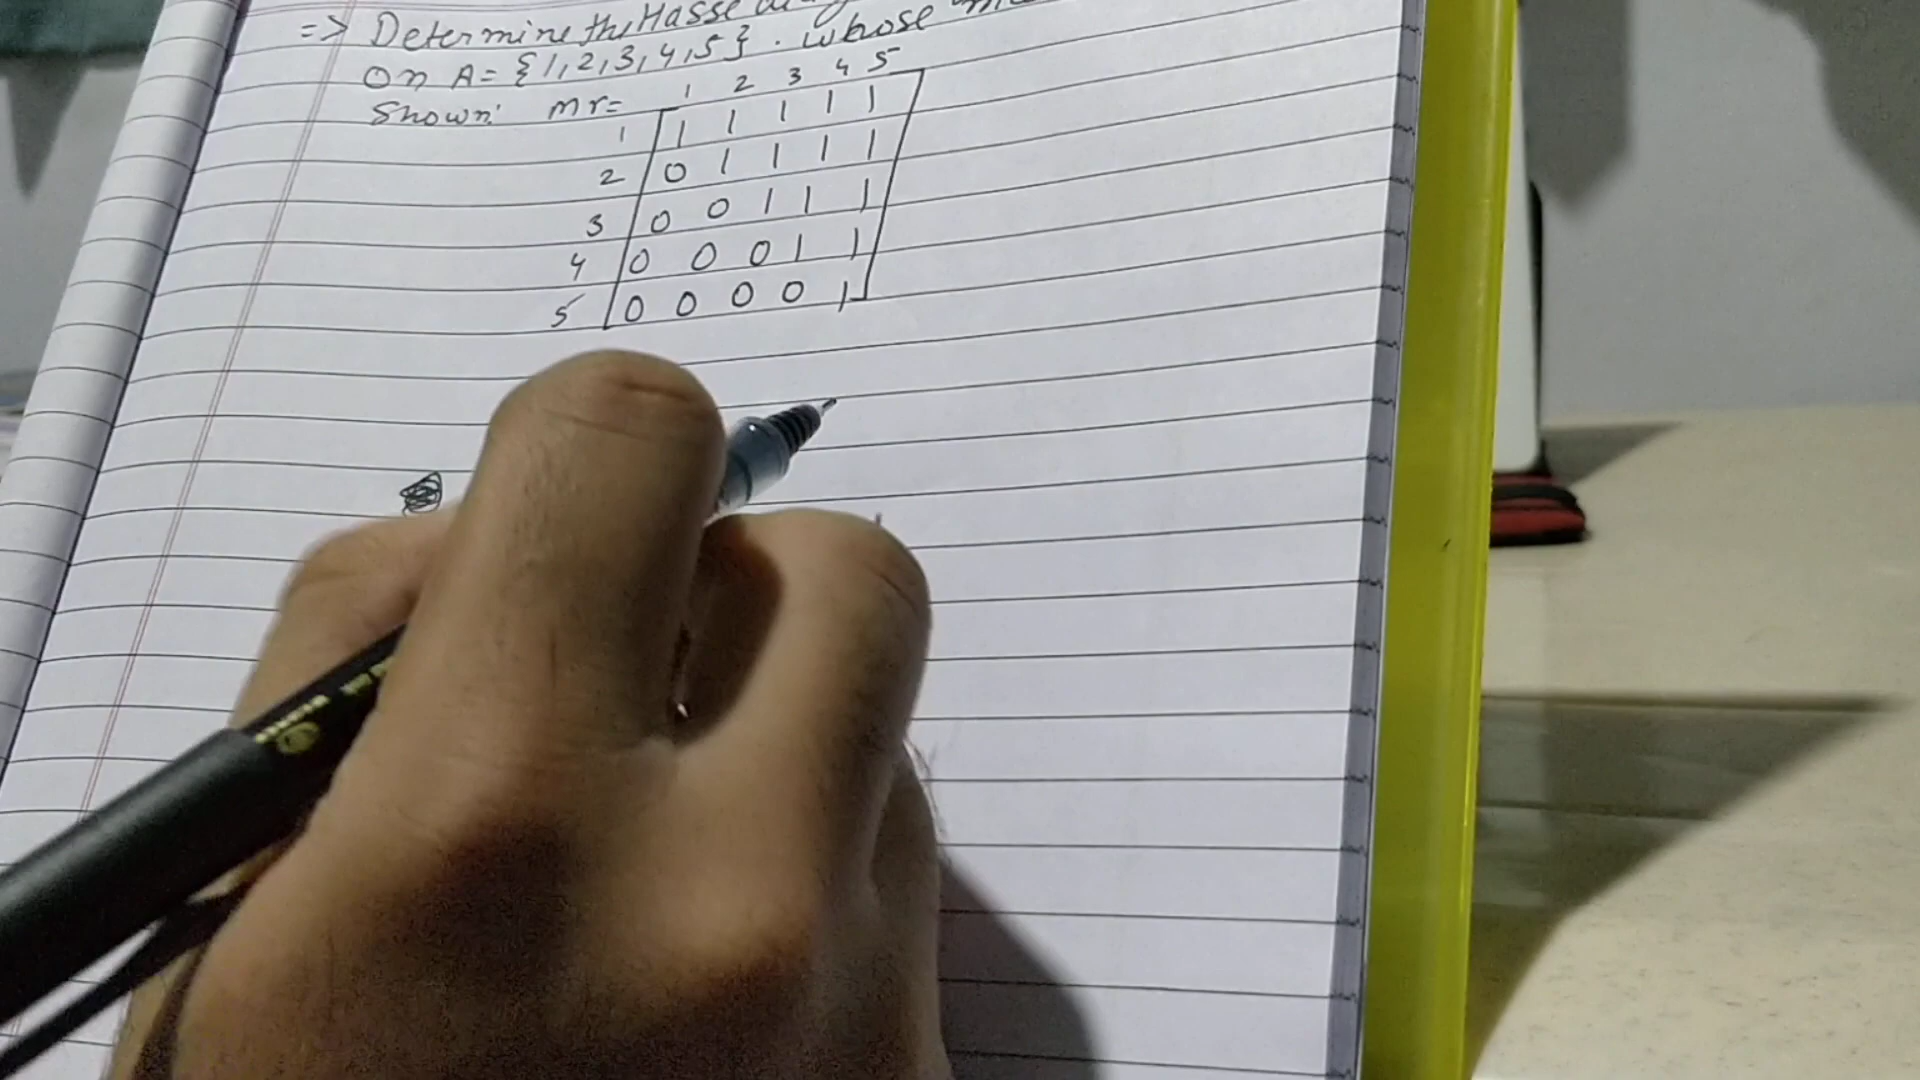 => Determine the Hasse
On A = {1,2,3,4,5}. whose
Shown: mr=
1 2 3 4 5
1 1 1 1 1 1
2 0 1 1 1 1
3 0 0 1 1 1
4 0 0 0 1 1
5 0 0 0 0 1